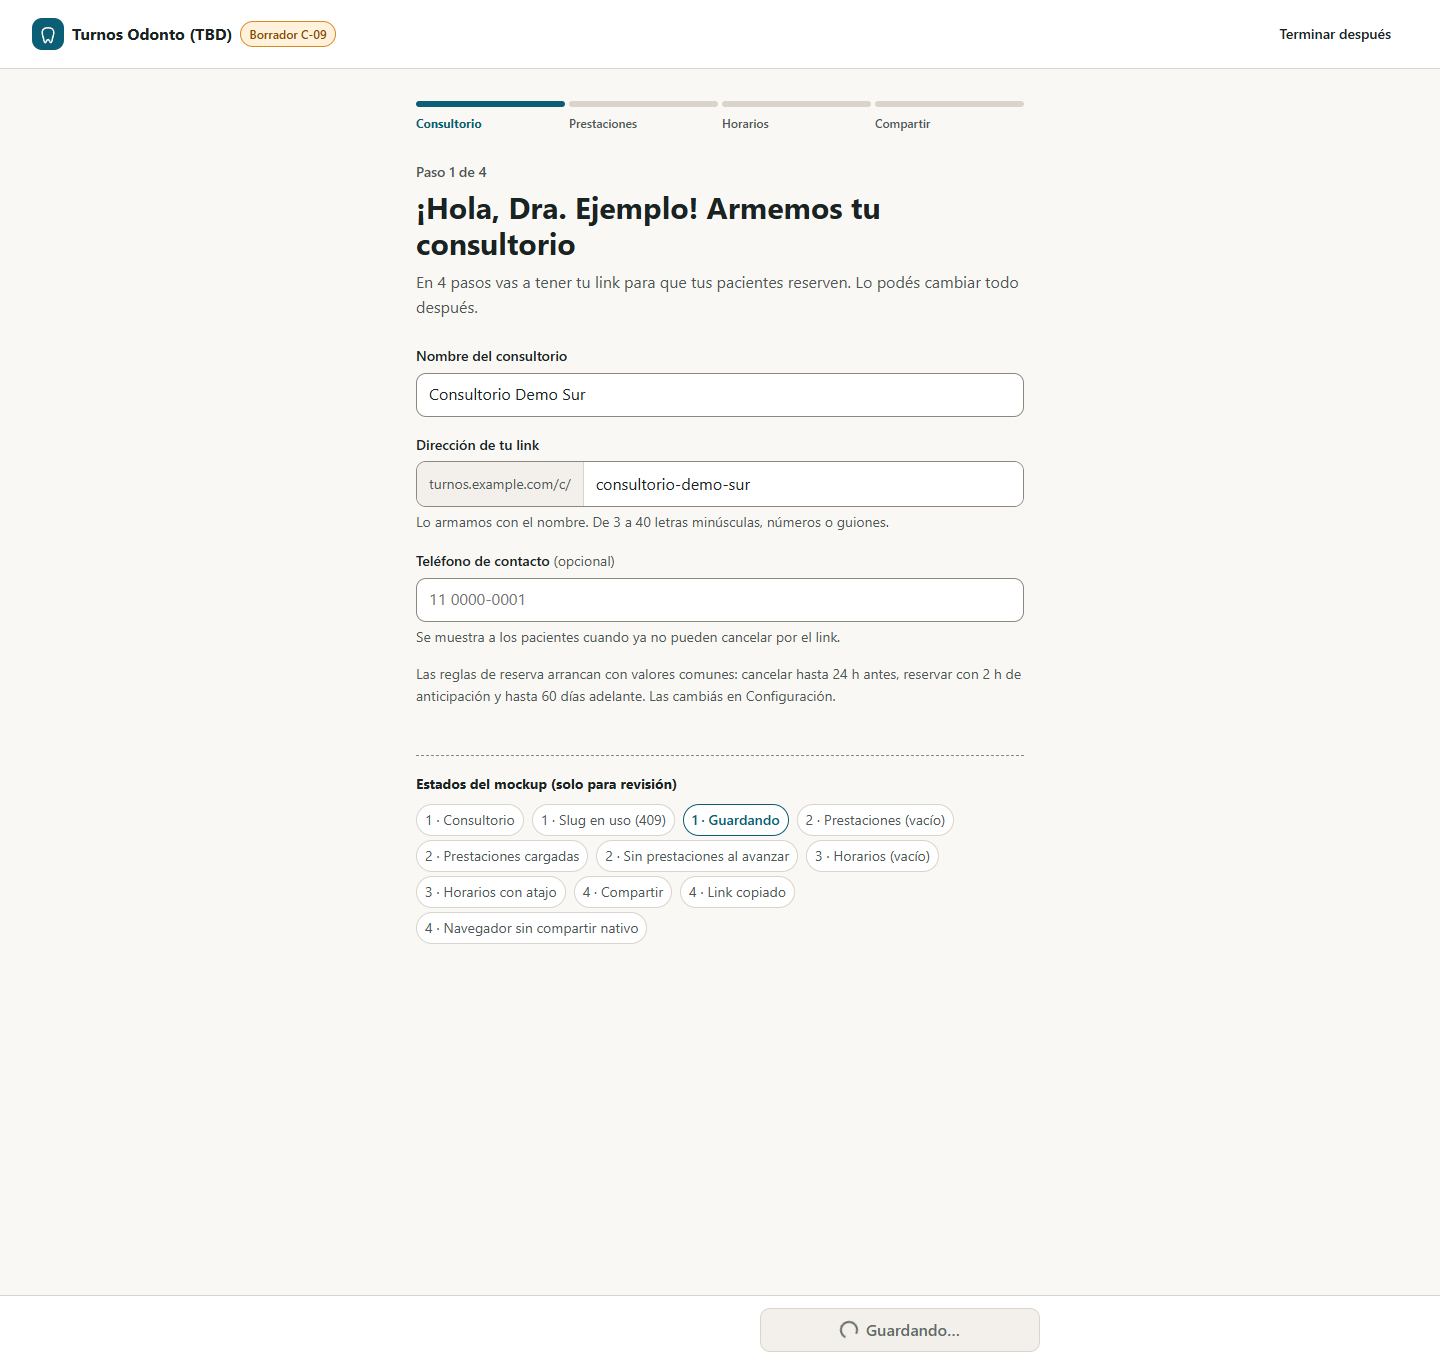 Turnos Odonto (TBD)
Borrador C-09
Terminar después
Consultorio
Prestaciones
Horarios
Compartir
Paso 1 de 4
¡Hola, Dra. Ejemplo! Armemos tu
consultorio
En 4 pasos vas a tener tu link para que tus pacientes reserven. Lo podés cambiar todo
después.
Nombre del consultorio
Consultorio Demo Sur
Dirección de tu link
turnos.example.com/c/
consultorio-demo-sur
Lo armamos con el nombre. De 3 a 40 letras minúsculas, números o guiones.
Teléfono de contacto (opcional)
11 0000-0001
Se muestra a los pacientes cuando ya no pueden cancelar por el link.
Las reglas de reserva arrancan con valores comunes: cancelar hasta 24 h antes, reservar con 2 h de
anticipación y hasta 60 días adelante. Las cambiás en Configuración.
Estados del mockup (solo para revisión)
1 · Consultorio
1 · Slug en uso (409)
1 · Guardando
2 · Prestaciones (vacío)
2 · Prestaciones cargadas
2 · Sin prestaciones al avanzar
3 · Horarios (vacío)
3 · Horarios con atajo
4 · Compartir
4 · Link copiado
4 · Navegador sin compartir nativo
Guardando…